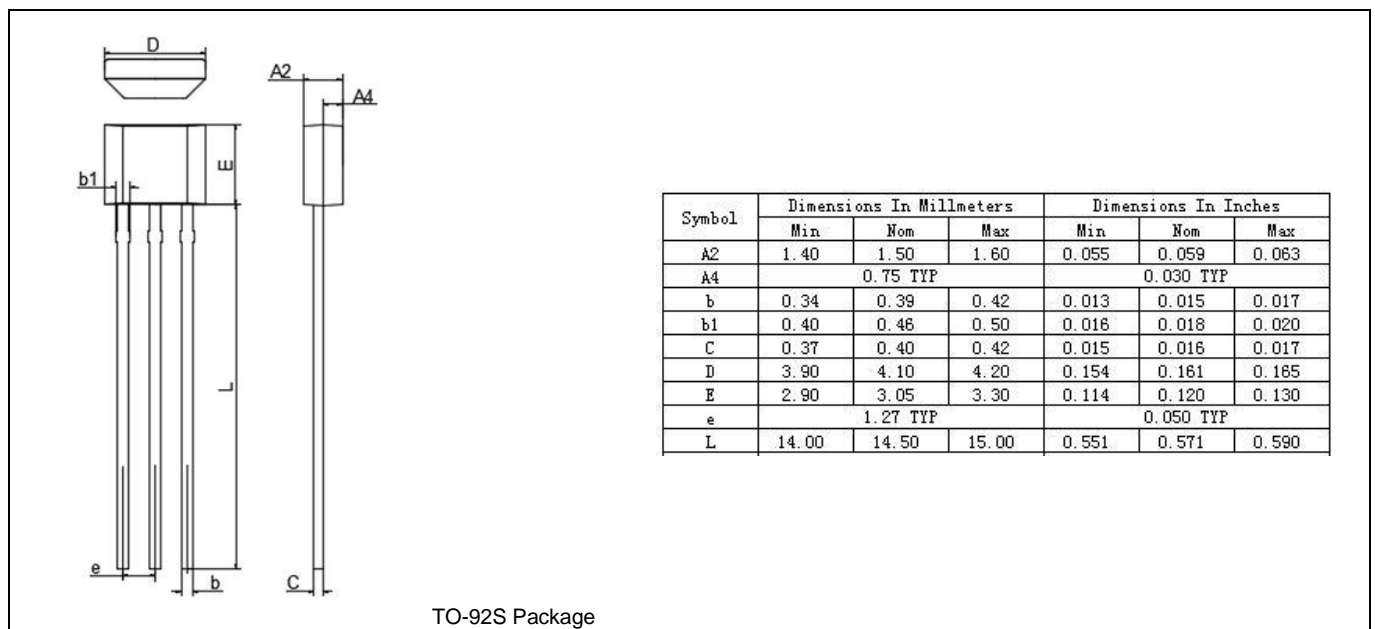 D
A2
A4
E
b1
L
e
b
C
Symbol Dimensions In Millmeters Dimensions In Inches
Min Nom Max Min Nom Max
A2 1.40 1.50 1.60 0.055 0.059 0.063
A4 0.75 TYP 0.030 TYP
b 0.34 0.39 0.42 0.013 0.015 0.017
b1 0.40 0.46 0.50 0.016 0.018 0.020
C 0.37 0.40 0.42 0.015 0.016 0.017
D 3.90 4.10 4.20 0.154 0.161 0.165
E 2.90 3.05 3.30 0.114 0.120 0.130
e 1.27 TYP 0.050 TYP
L 14.00 14.50 15.00 0.551 0.571 0.590
TO-92S Package